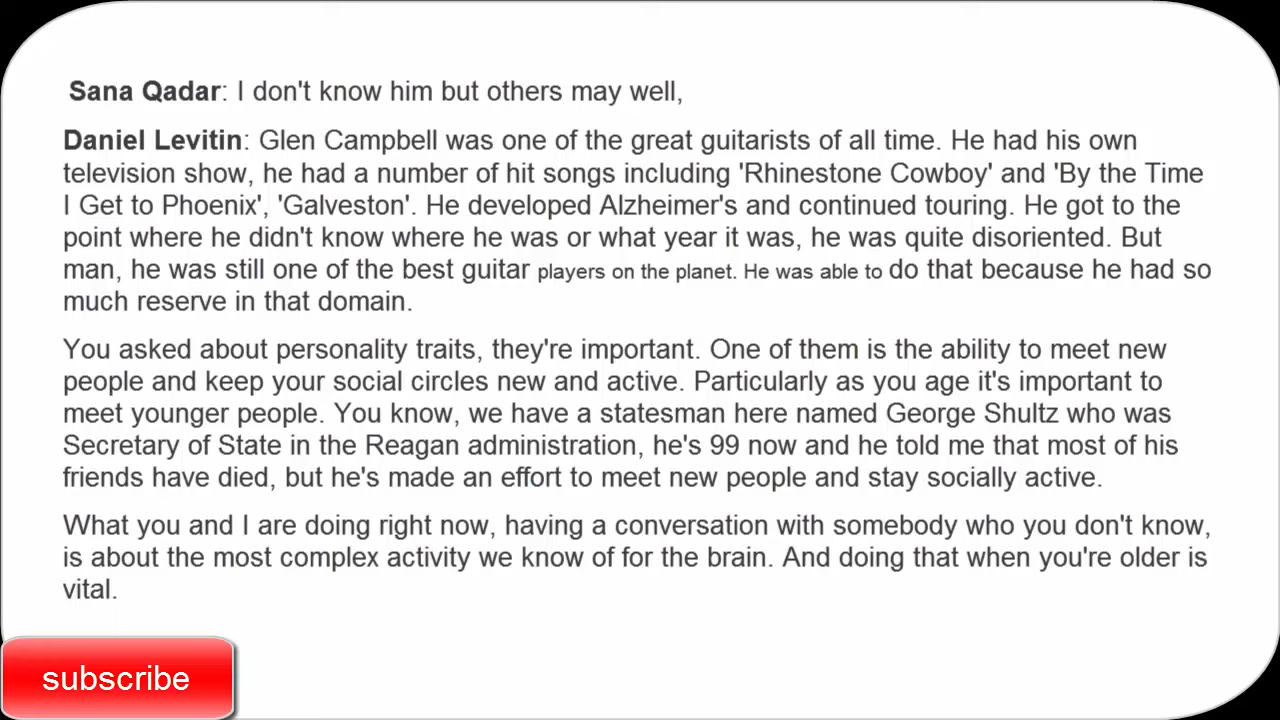 Sana Qadar: I don't know him but others may well,
Daniel Levitin: Glen Campbell was one of the great guitarists of all time. He had his own
television show, he had a number of hit songs including 'Rhinestone Cowboy' and 'By the Time
I Get to Phoenix', 'Galveston'. He developed Alzheimer's and continued touring. He got to the
point where he didn't know where he was or what year it was, he was quite disoriented. But
man, he was still one of the best guitar players on the planet. He was able to do that because he had so
much reserve in that domain.
You asked about personality traits, they're important. One of them is the ability to meet new
people and keep your social circles new and active. Particularly as you age it's important to
meet younger people. You know, we have a statesman here named George Shultz who was
Secretary of State in the Reagan administration, he's 99 now and he told me that most of his
friends have died, but he's made an effort to meet new people and stay socially active.
What you and I are doing right now, having a conversation with somebody who you don't know,
is about the most complex activity we know of for the brain. And doing that when you're older is
vital.
subscribe